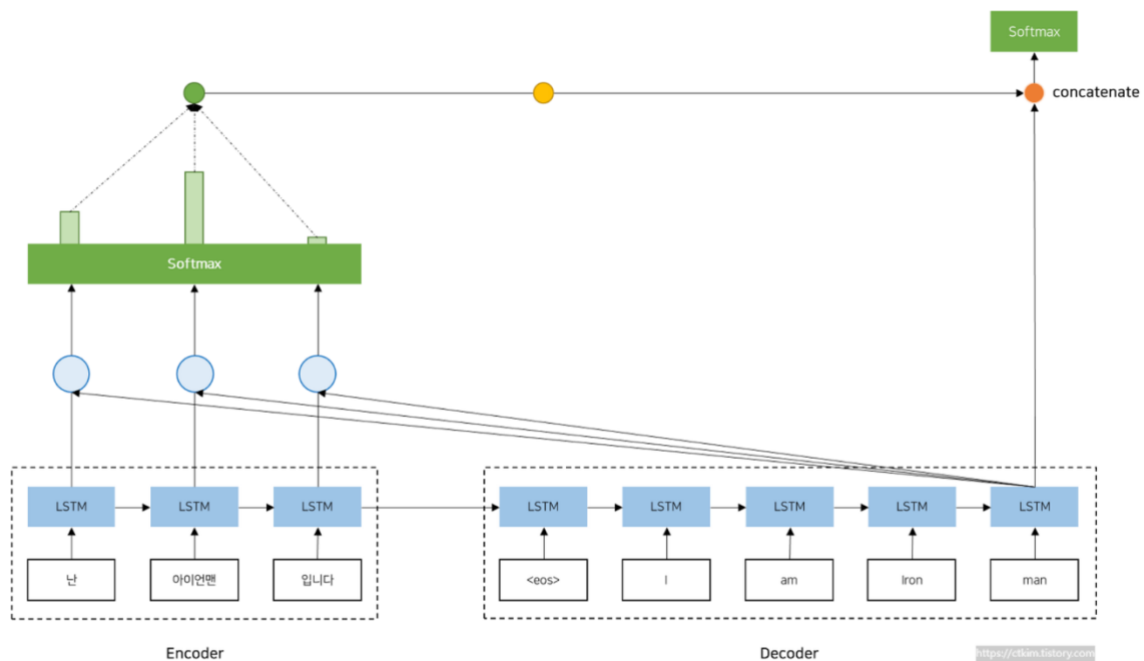 Softmax
concatenate
Softmax
LSTM LSTM LSTM LSTM LSTM LSTM LSTM LSTM
난 아이언맨 입니다 <eos> I am Iron man
Encoder Decoder
https://ctkim.tistory.com